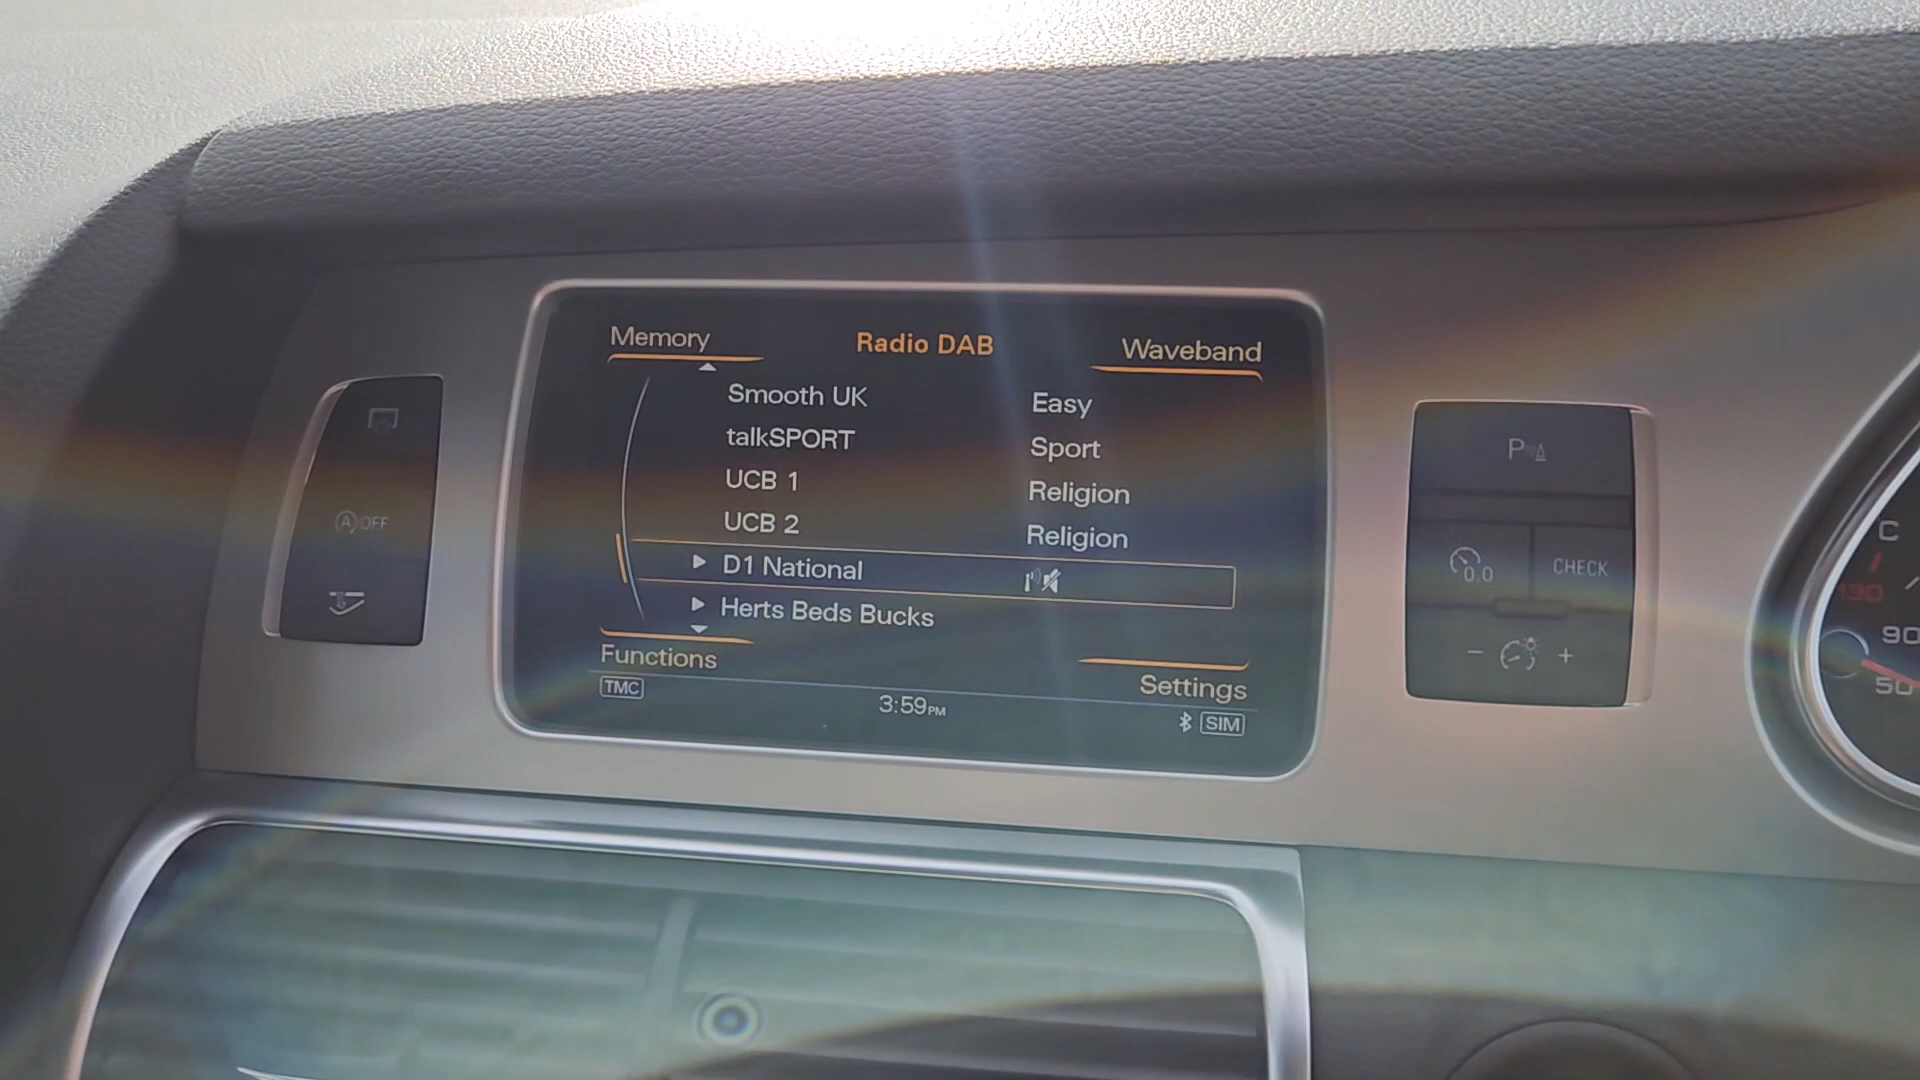 Memory
Radio DAB
Waveband
Smooth UK Easy
talkSPORT Sport
UCB 1 Religion
UCB 2 Religion
D1 National
Herts Beds Bucks
Functions
Settings
TMC
3:59PM
SIM
A OFF
P
0.0
CHECK
- +
C
130
90
50